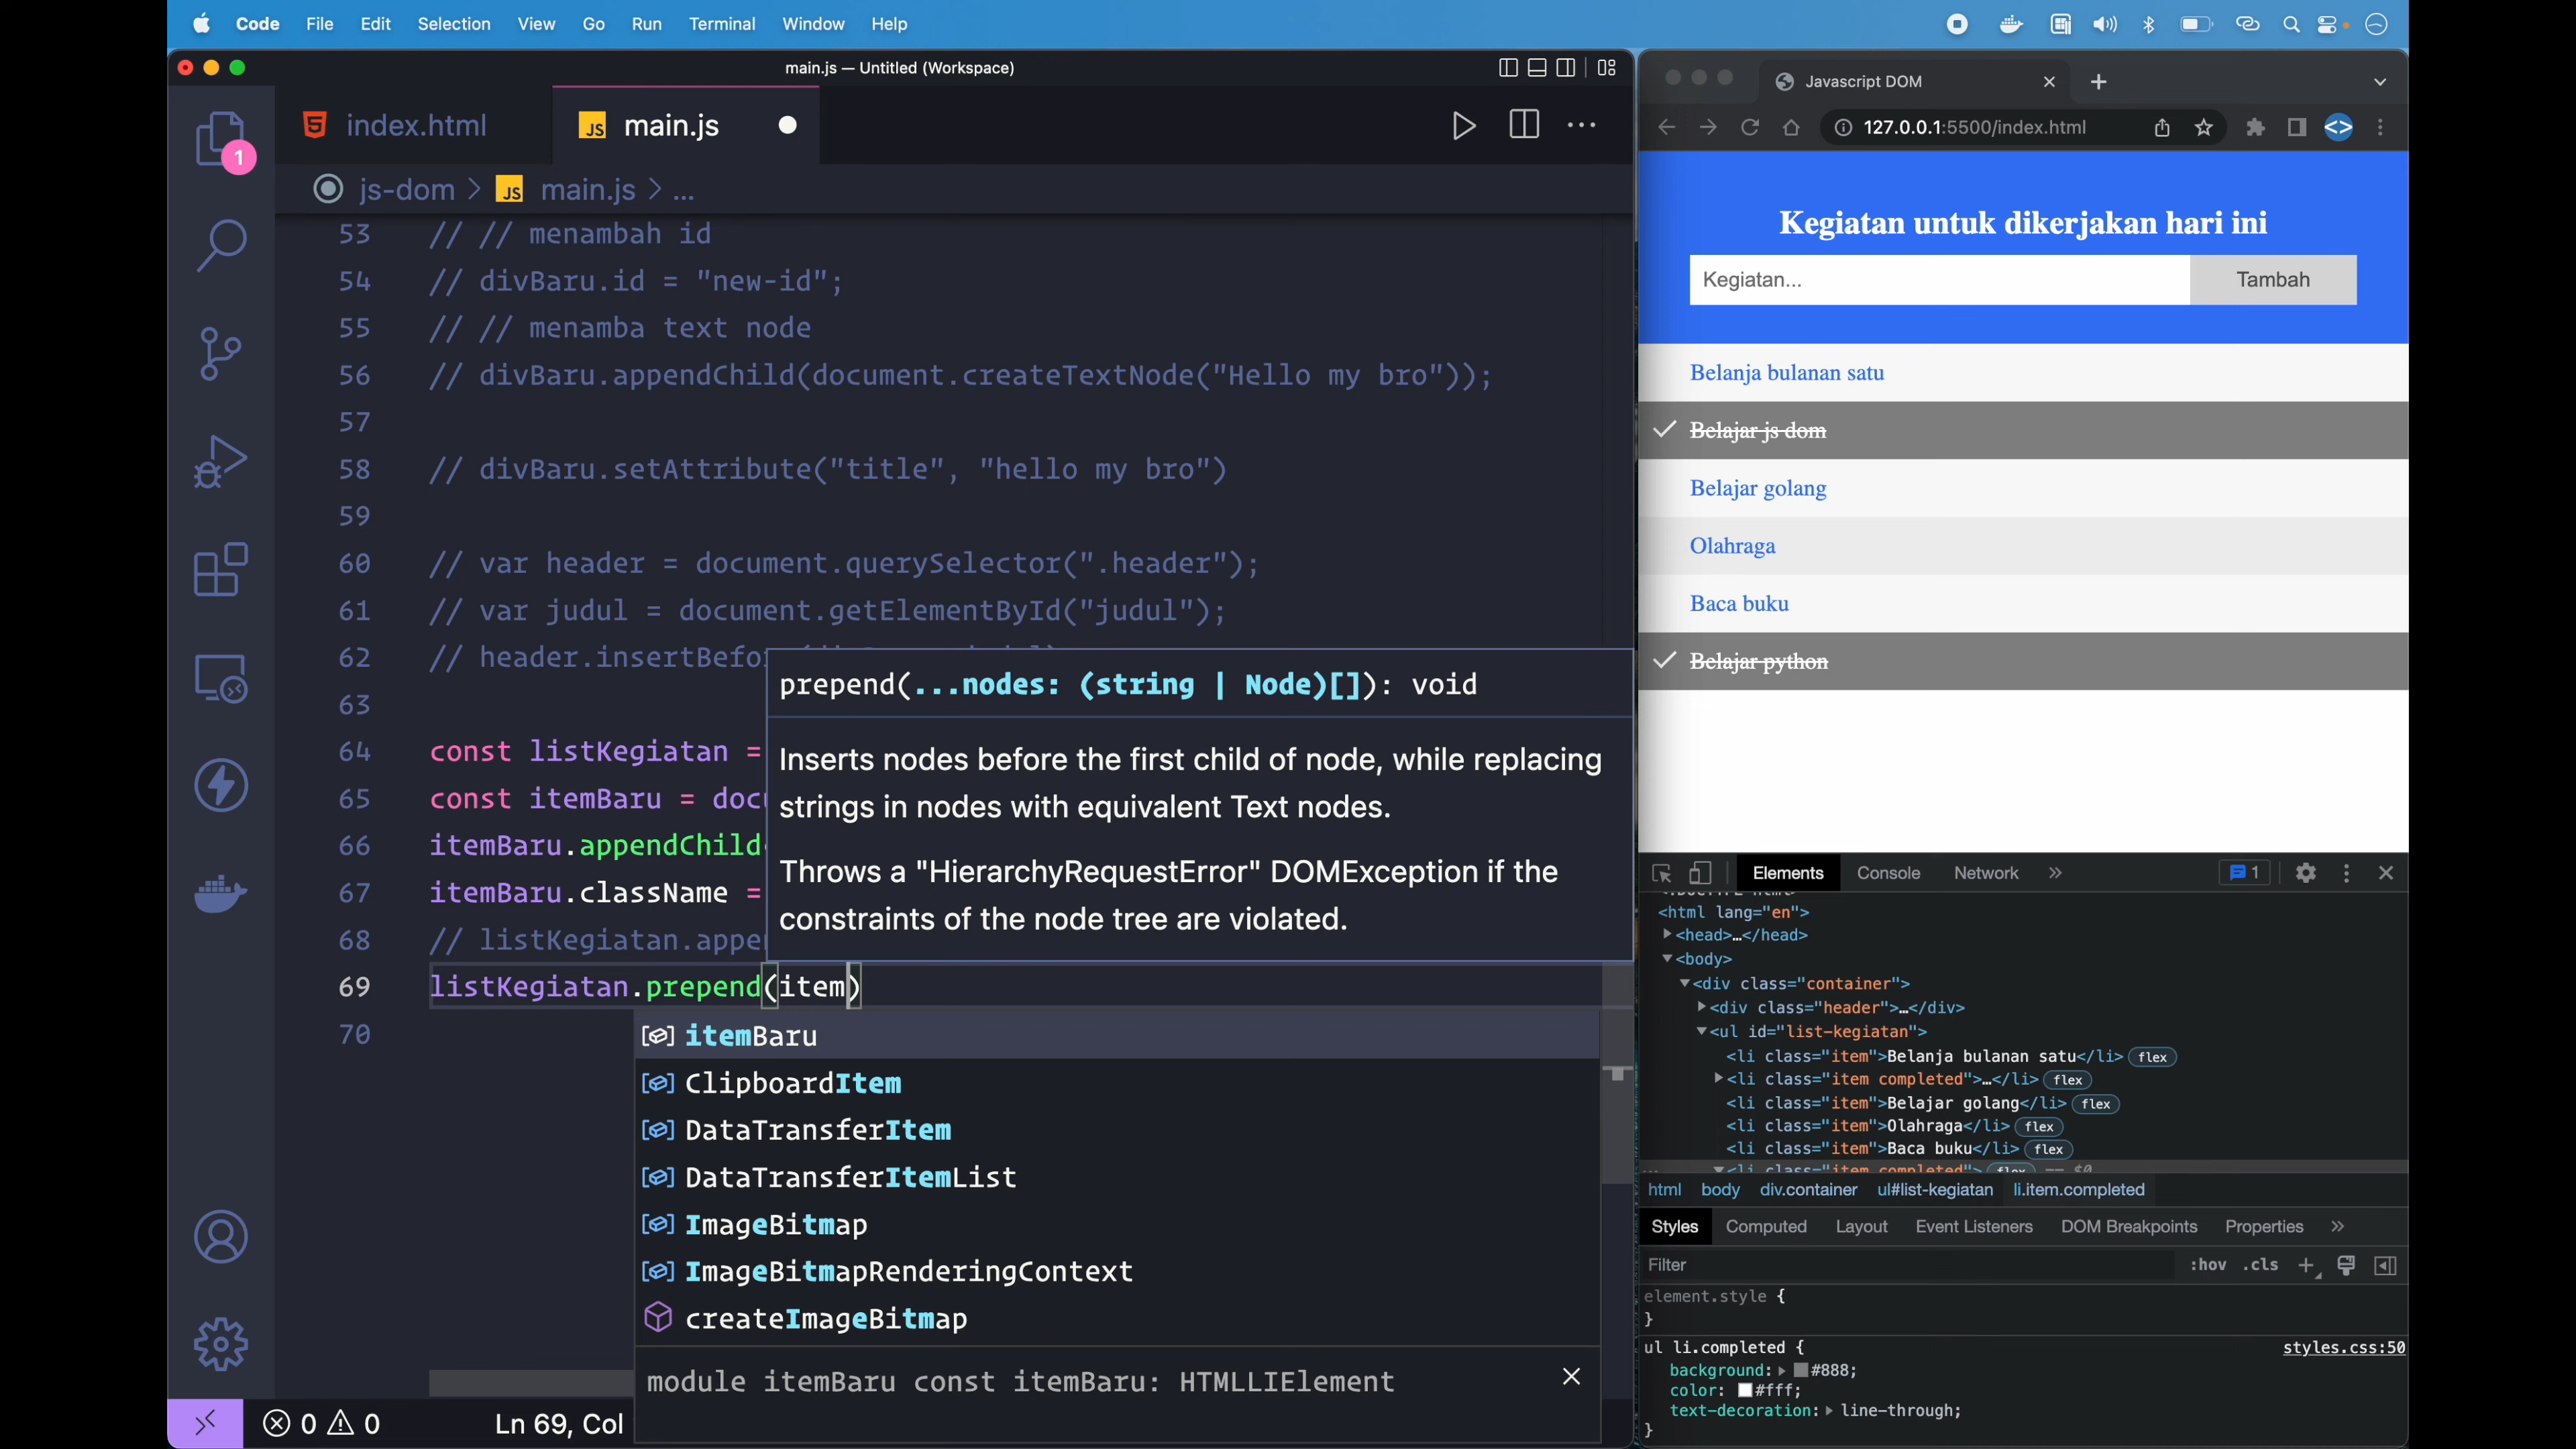 Code File Edit Selection View Go Run Terminal Window Help
main.js — Untitled (Workspace)
index.html
JS main.js
1
js-dom > JS main.js > ...
53 // // menambah id
54 // divBaru.id = "new-id";
55 // // menamba text node
56 // divBaru.appendChild(document.createTextNode("Hello my bro"));
57
58 // divBaru.setAttribute("title", "hello my bro")
59
60 // var header = document.querySelector(".header");
61 // var judul = document.getElementById("judul");
62 // header.insertBefo
63
64 const listKegiatan =
65 const itemBaru = docu
66 itemBaru.appendChild
67 itemBaru.className =
68 // listKegiatan.appe
69 listKegiatan.prepend(item)
70
prepend(...nodes: (string | Node)[]): void
Inserts nodes before the first child of node, while replacing
strings in nodes with equivalent Text nodes.
Throws a "HierarchyRequestError" DOMException if the
constraints of the node tree are violated.
itemBaru
ClipboardItem
DataTransferItem
DataTransferItemList
ImageBitmap
ImageBitmapRenderingContext
createImageBitmap
module itemBaru const itemBaru: HTMLLIElement
0 0 Ln 69, Col
Javascript DOM
127.0.0.1:5500/index.html
Kegiatan untuk dikerjakan hari ini
Kegiatan... Tambah
Belanja bulanan satu
Belajar js dom
Belajar golang
Olahraga
Baca buku
Belajar python
Elements Console Network » 1
<html lang="en">
<head>…</head>
<body>
<div class="container">
<div class="header">…</div>
<ul id="list-kegiatan">
<li class="item">Belanja bulanan satu</li> flex
<li class="item completed">…</li> flex
<li class="item">Belajar golang</li> flex
<li class="item">Olahraga</li> flex
<li class="item">Baca buku</li> flex
<li class="item completed"> flex == $0
html body div.container ul#list-kegiatan li.item.completed
Styles Computed Layout Event Listeners DOM Breakpoints Properties »
Filter :hov .cls +
element.style {
}
ul li.completed { styles.css:50
background: #888;
color: #fff;
text-decoration: line-through;
}